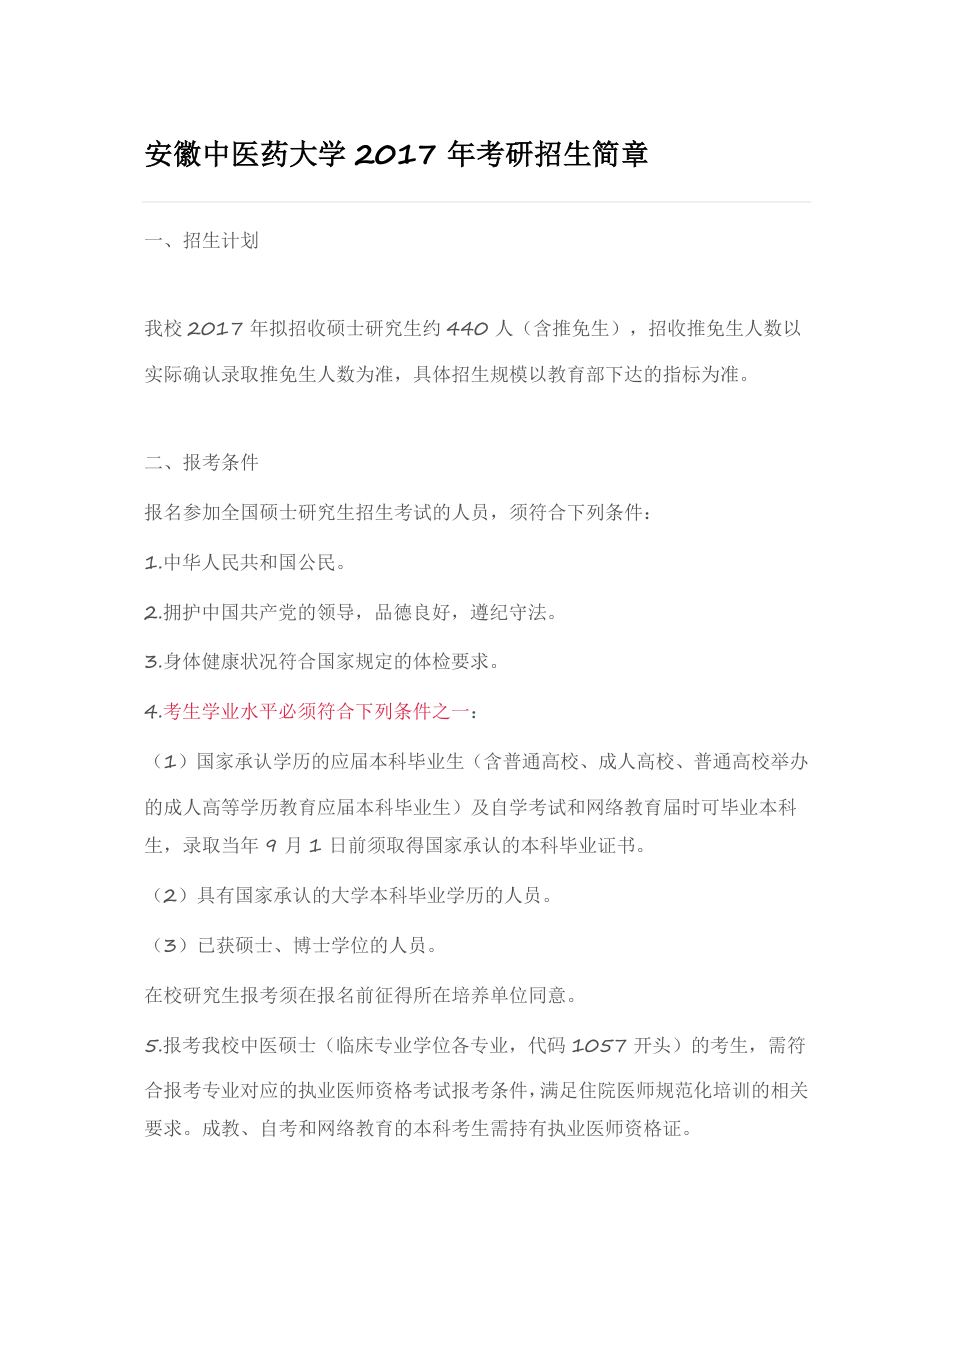 安徽中医药大学 2017 年考研招生简章
一、招生计划
我校 2017 年拟招收硕士研究生约 440 人（含推免生），招收推免生人数以
实际确认录取推免生人数为准，具体招生规模以教育部下达的指标为准。
二、报考条件
报名参加全国硕士研究生招生考试的人员，须符合下列条件：
1.中华人民共和国公民。
2.拥护中国共产党的领导，品德良好，遵纪守法。
3.身体健康状况符合国家规定的体检要求。
4.考生学业水平必须符合下列条件之一：
（1）国家承认学历的应届本科毕业生（含普通高校、成人高校、普通高校举办
的成人高等学历教育应届本科毕业生）及自学考试和网络教育届时可毕业本科
生，录取当年 9 月 1 日前须取得国家承认的本科毕业证书。
（2）具有国家承认的大学本科毕业学历的人员。
（3）已获硕士、博士学位的人员。
在校研究生报考须在报名前征得所在培养单位同意。
5.报考我校中医硕士（临床专业学位各专业，代码 1057 开头）的考生，需符
合报考专业对应的执业医师资格考试报考条件，满足住院医师规范化培训的相关
要求。成教、自考和网络教育的本科考生需持有执业医师资格证。